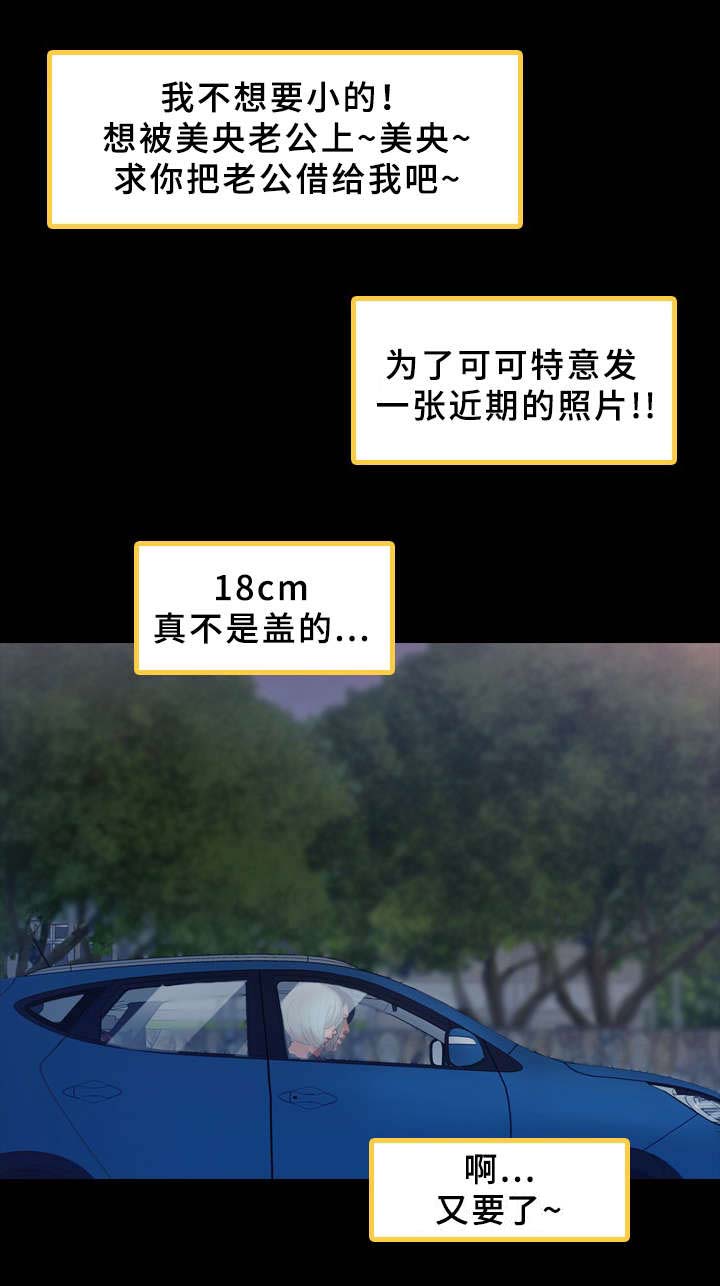 我不想要小的！
想被美央老公上~美央~
求你把老公借给我吧~
为了可可特意发
一张近期的照片!!
18cm
真不是盖的...
啊...
又要了~